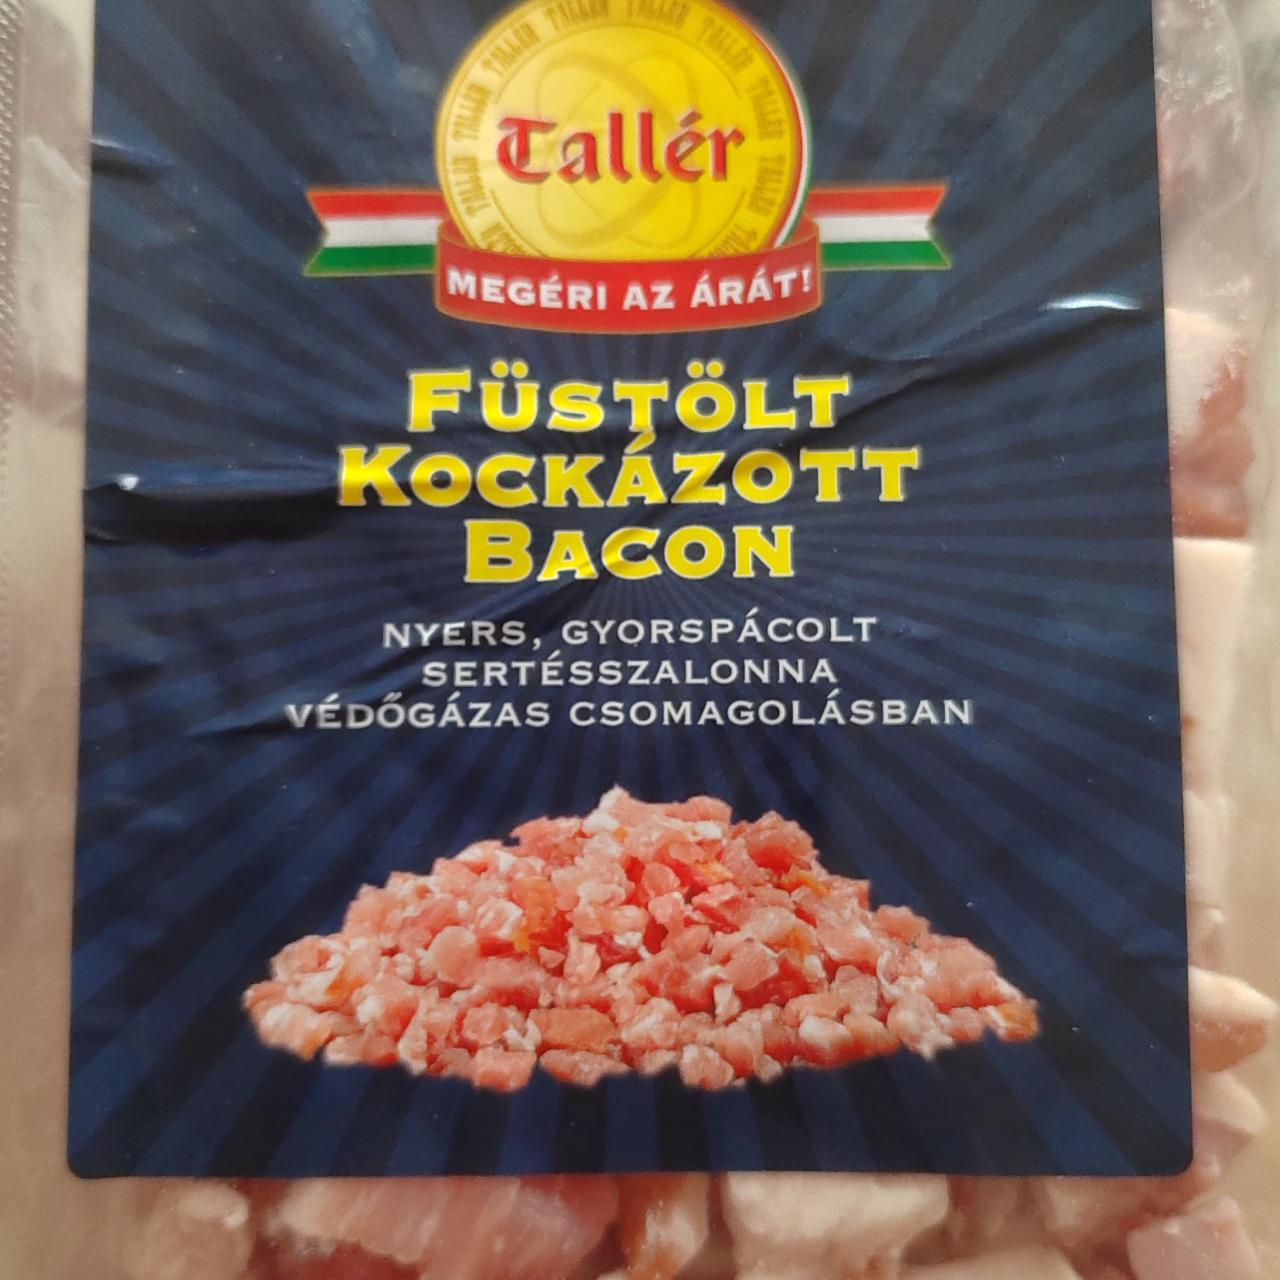 Tallér
MEGÉRI AZ ÁRÁT!
FÜSTÖLT
KOCKÁZOTT
BACON
NYERS, GYORSPÁCOLT
SERTÉSSZALONNA
VÉDŐGÁZAS CSOMAGOLÁSBAN